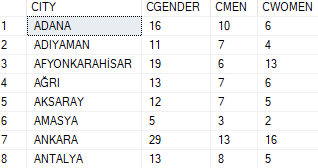 CITY CGENDER CMEN CWOMEN
1 ADANA 16 10 6
2 ADIYAMAN 11 7 4
3 AFYONKARAHİSAR 19 6 13
4 AĞRI 13 7 6
5 AKSARAY 12 7 5
6 AMASYA 5 3 2
7 ANKARA 29 13 16
8 ANTALYA 13 8 5